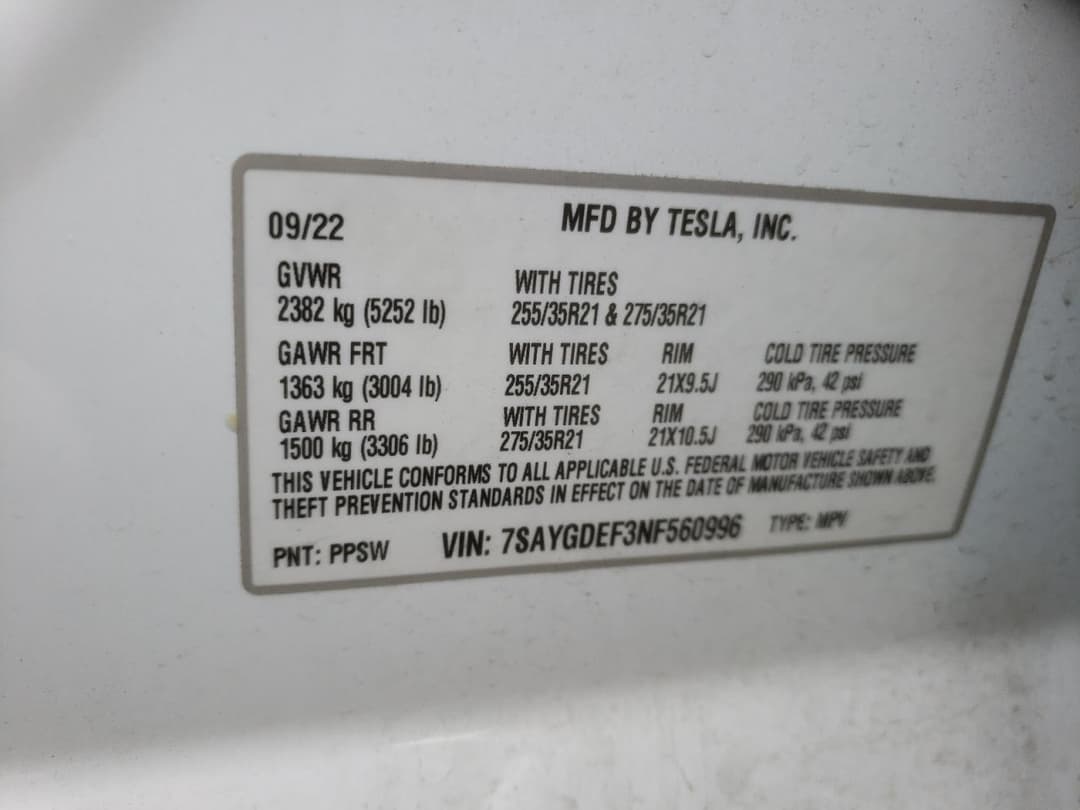 09/22 MFD BY TESLA, INC.
GVWR WITH TIRES
2382 kg (5252 lb) 255/35R21 & 275/35R21
GAWR FRT WITH TIRES RIM COLD TIRE PRESSURE
1363 kg (3004 lb) 255/35R21 21X9.5J 290 kPa, 42 psi
GAWR RR WITH TIRES RIM COLD TIRE PRESSURE
1500 kg (3306 lb) 275/35R21 21X10.5J 290 kPa, 42 psi
THIS VEHICLE CONFORMS TO ALL APPLICABLE U.S. FEDERAL MOTOR VEHICLE SAFETY AND
THEFT PREVENTION STANDARDS IN EFFECT ON THE DATE OF MANUFACTURE SHOWN ABOVE.
PNT: PPSW VIN: 7SAYGDEF3NF560996 TYPE: MPV